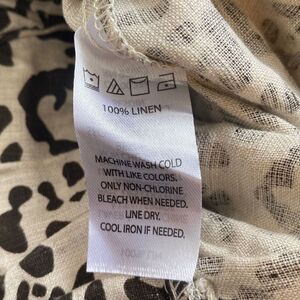 100% LINEN
MACHINE WASH COLD
WITH LIKE COLORS.
ONLY NON-CHLORINE
BLEACH WHEN NEEDED.
LINE DRY.
COOL IRON IF NEEDED.